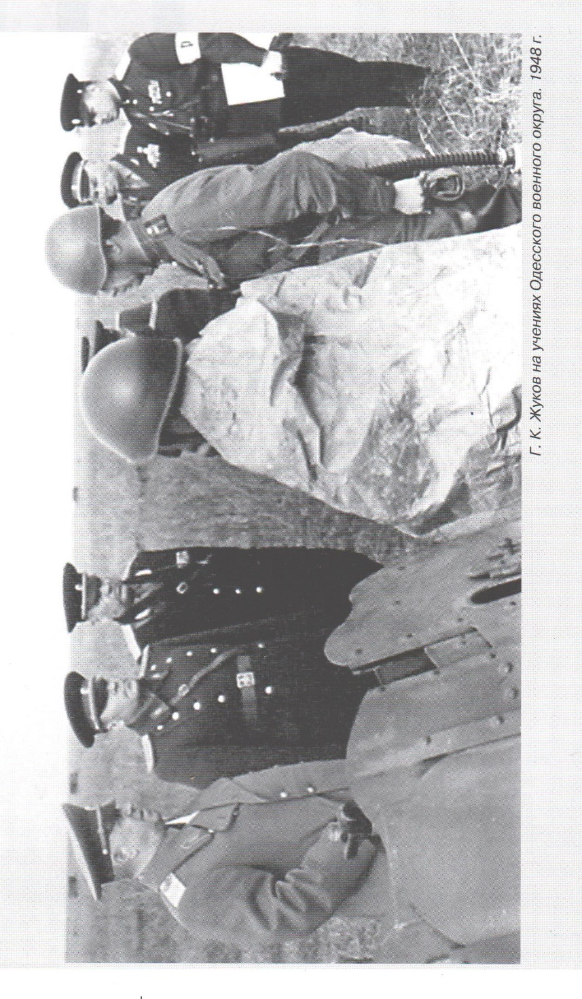 Г. К. Жуков на учениях Одесского военного округа. 1948 г.